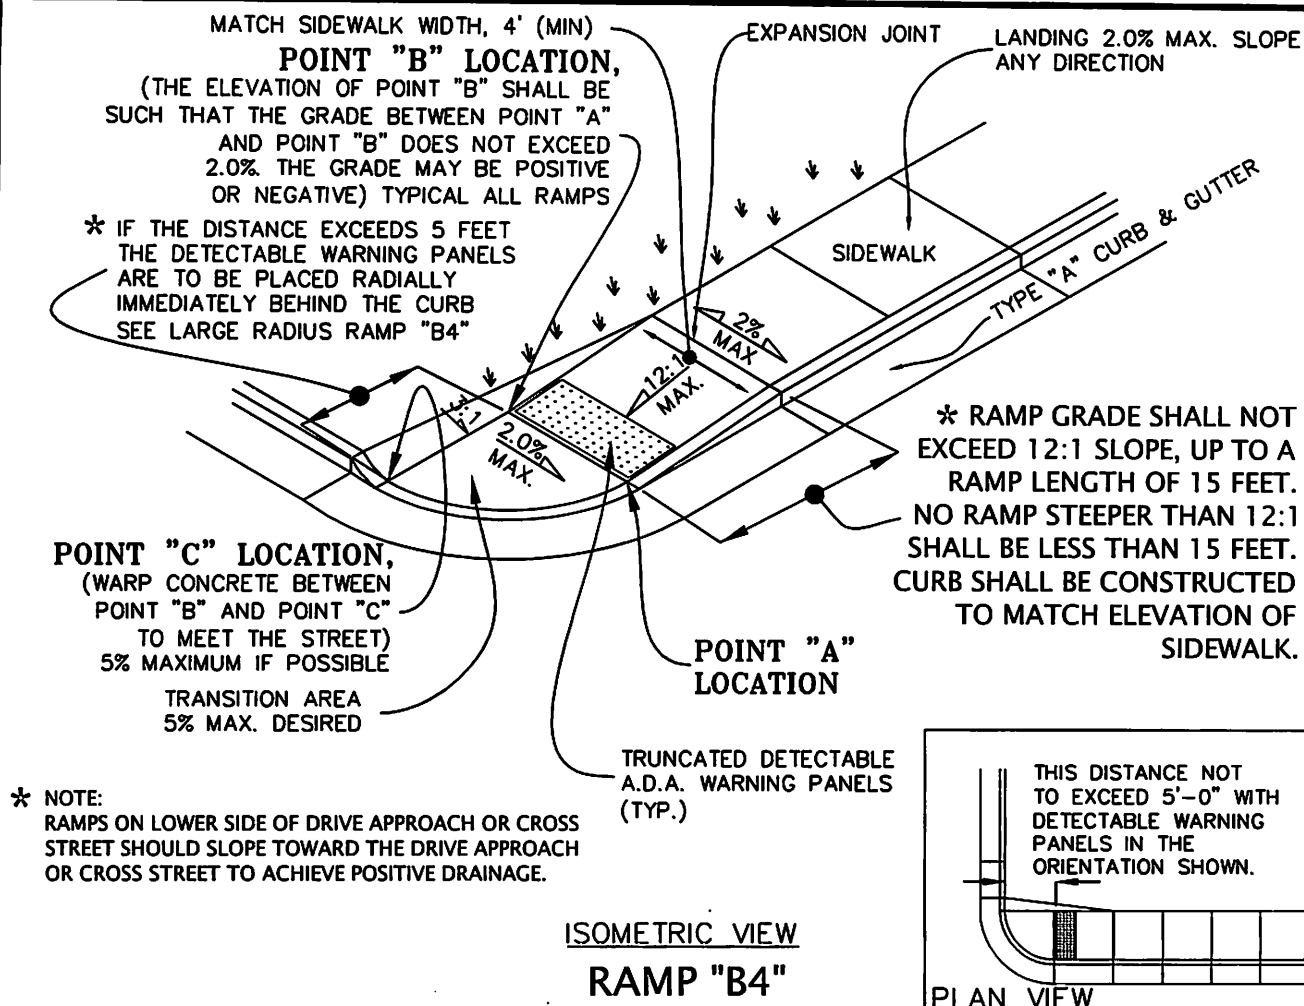 MATCH SIDEWALK WIDTH, 4' (MIN)
POINT "B" LOCATION,
(THE ELEVATION OF POINT "B" SHALL BE
SUCH THAT THE GRADE BETWEEN POINT "A"
AND POINT "B" DOES NOT EXCEED
2.0%. THE GRADE MAY BE POSITIVE
OR NEGATIVE) TYPICAL ALL RAMPS
EXPANSION JOINT
LANDING 2.0% MAX. SLOPE
ANY DIRECTION
* IF THE DISTANCE EXCEEDS 5 FEET
THE DETECTABLE WARNING PANELS
ARE TO BE PLACED RADIALLY
IMMEDIATELY BEHIND THE CURB
SEE LARGE RADIUS RAMP "B4"
SIDEWALK
TYPE "A" CURB & GUTTER
2%
MAX
12:1
MAX.
3:1
2.0%
MAX.
* RAMP GRADE SHALL NOT
EXCEED 12:1 SLOPE, UP TO A
RAMP LENGTH OF 15 FEET.
NO RAMP STEEPER THAN 12:1
SHALL BE LESS THAN 15 FEET.
CURB SHALL BE CONSTRUCTED
TO MATCH ELEVATION OF
SIDEWALK.
POINT "C" LOCATION,
(WARP CONCRETE BETWEEN
POINT "B" AND POINT "C"
TO MEET THE STREET)
5% MAXIMUM IF POSSIBLE
TRANSITION AREA
5% MAX. DESIRED
POINT "A"
LOCATION
TRUNCATED DETECTABLE
A.D.A. WARNING PANELS
(TYP.)
* NOTE:
RAMPS ON LOWER SIDE OF DRIVE APPROACH OR CROSS
STREET SHOULD SLOPE TOWARD THE DRIVE APPROACH
OR CROSS STREET TO ACHIEVE POSITIVE DRAINAGE.
THIS DISTANCE NOT
TO EXCEED 5'-0" WITH
DETECTABLE WARNING
PANELS IN THE
ORIENTATION SHOWN.
PLAN VIEW
ISOMETRIC VIEW
RAMP "B4"